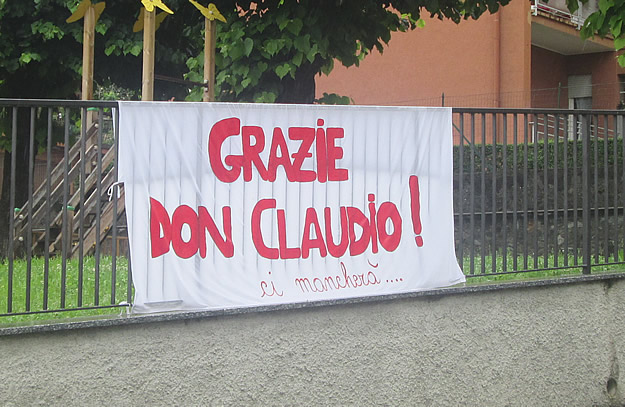 GRAZIE
DON CLAUDIO!
ci mancherà....